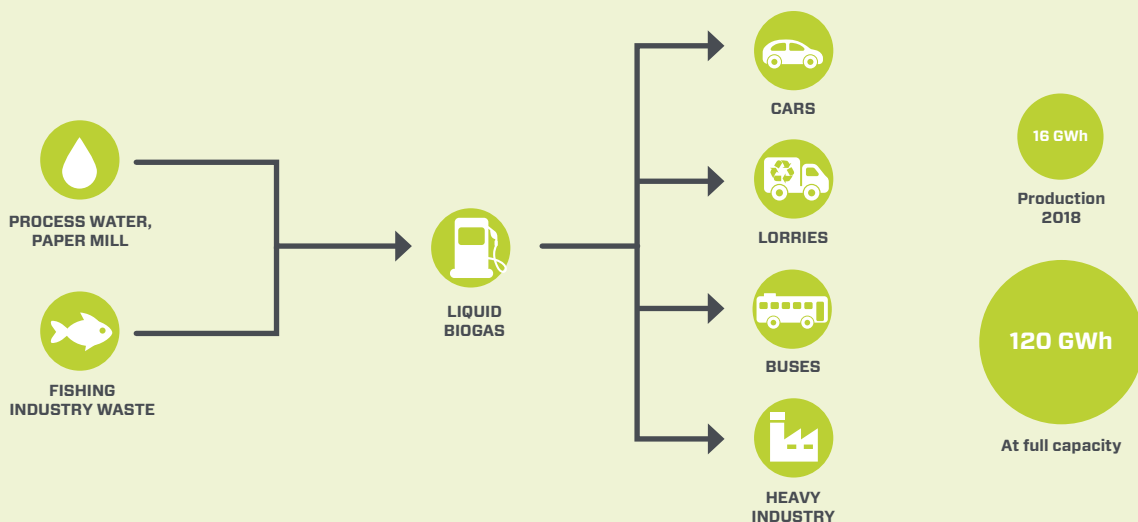 PROCESS WATER,
PAPER MILL
FISHING
INDUSTRY WASTE
LIQUID
BIOGAS
CARS
LORRIES
BUSES
HEAVY
INDUSTRY
16 GWh
Production
2018
120 GWh
At full capacity